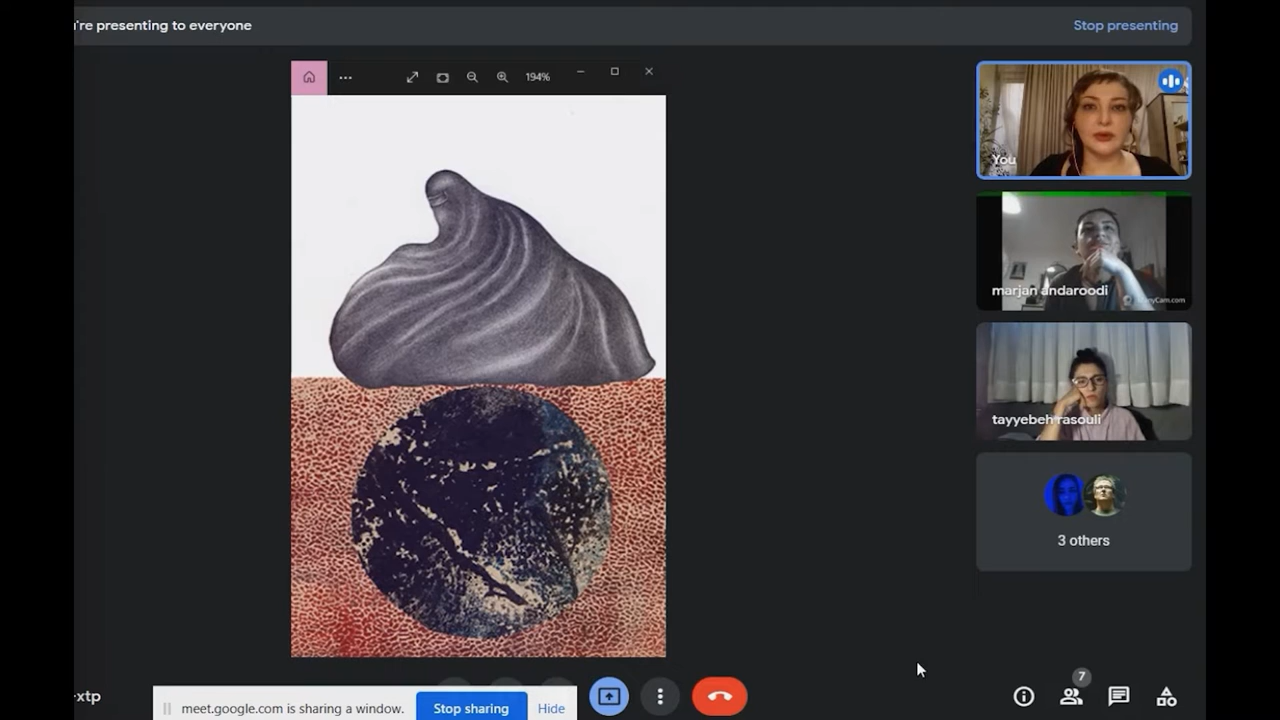 're presenting to everyone
Stop presenting
194%
You
marjan andaroodi
tayyebeh rasouli
3 others
xtp
meet.google.com is sharing a window.
Stop sharing
Hide
7